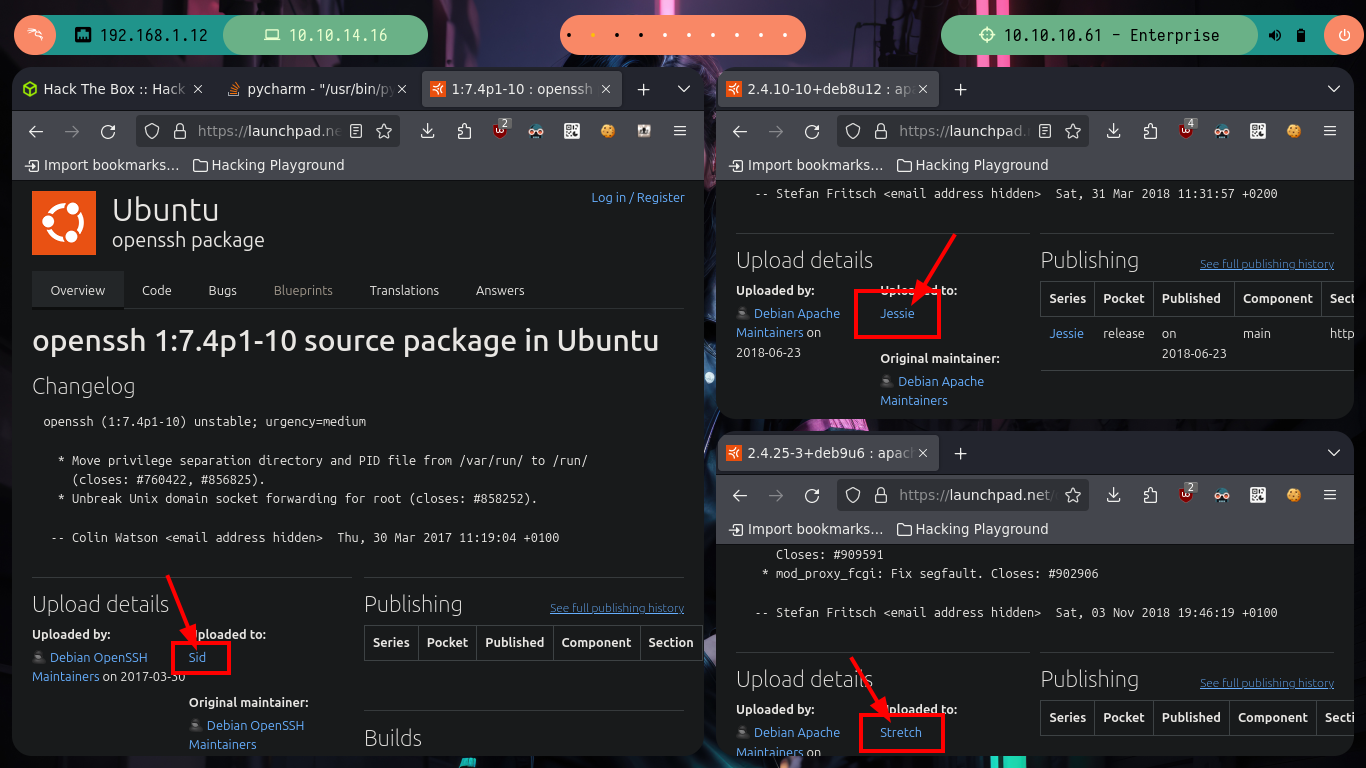 192.168.1.12
10.10.14.16
10.10.10.61 - Enterprise
Hack The Box :: Hack
pycharm - "/usr/bin/py
1:7.4p1-10 : openssh
https://launchpad.ne
2
Import bookmarks...
Hacking Playground
Ubuntu
openssh package
Log in / Register
Overview
Code
Bugs
Blueprints
Translations
Answers
openssh 1:7.4p1-10 source package in Ubuntu
Changelog
openssh (1:7.4p1-10) unstable; urgency=medium
* Move privilege separation directory and PID file from /var/run/ to /run/
(closes: #760422, #856825).
* Unbreak Unix domain socket forwarding for root (closes: #858252).
-- Colin Watson <email address hidden>  Thu, 30 Mar 2017 11:19:04 +0100
Upload details
Uploaded by:
Debian OpenSSH
Maintainers on 2017-03-30
Uploaded to:
Sid
Original maintainer:
Debian OpenSSH
Maintainers
Publishing
See full publishing history
Series Pocket Published Component Section
Builds
2.4.10-10+deb8u12 : apa
https://launchpad.n
4
Import bookmarks...
Hacking Playground
-- Stefan Fritsch <email address hidden>  Sat, 31 Mar 2018 11:31:57 +0200
Upload details
Uploaded by:
Debian Apache
Maintainers on
2018-06-23
Uploaded to:
Jessie
Original maintainer:
Debian Apache
Maintainers
Publishing
See full publishing history
Series Pocket Published Component Sect
Jessie release on main http
2018-06-23
2.4.25-3+deb9u6 : apach
https://launchpad.net/
2
Import bookmarks...
Hacking Playground
Closes: #909591
* mod_proxy_fcgi: Fix segfault. Closes: #902906
-- Stefan Fritsch <email address hidden>  Sat, 03 Nov 2018 19:46:19 +0100
Upload details
Uploaded by:
Debian Apache
Maintainers on
Uploaded to:
Stretch
Publishing
See full publishing history
Series Pocket Published Component Secti